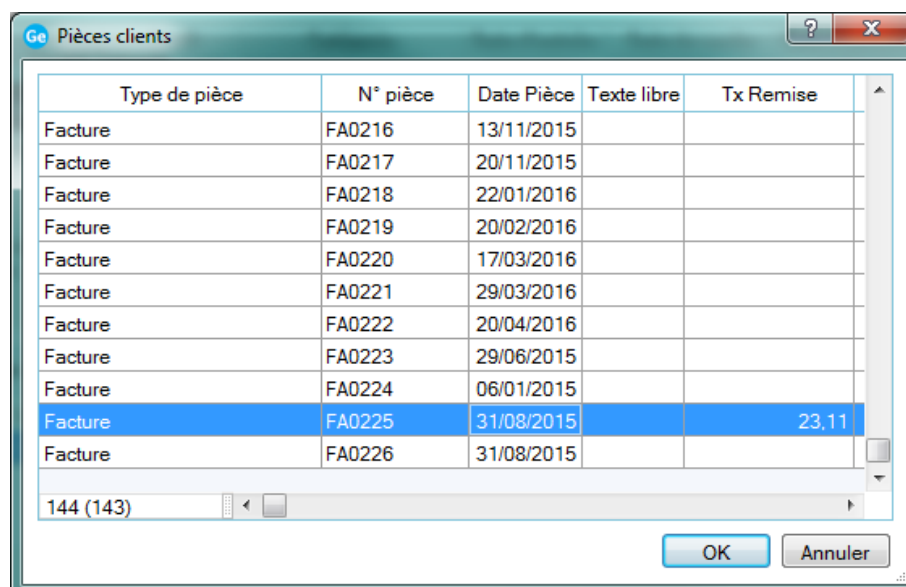 Ge Pièces clients ? X
Type de pièce N° pièce Date Pièce Texte libre Tx Remise
Facture FA0216 13/11/2015
Facture FA0217 20/11/2015
Facture FA0218 22/01/2016
Facture FA0219 20/02/2016
Facture FA0220 17/03/2016
Facture FA0221 29/03/2016
Facture FA0222 20/04/2016
Facture FA0223 29/06/2015
Facture FA0224 06/01/2015
Facture FA0225 31/08/2015 23,11
Facture FA0226 31/08/2015
144 (143)
OK Annuler